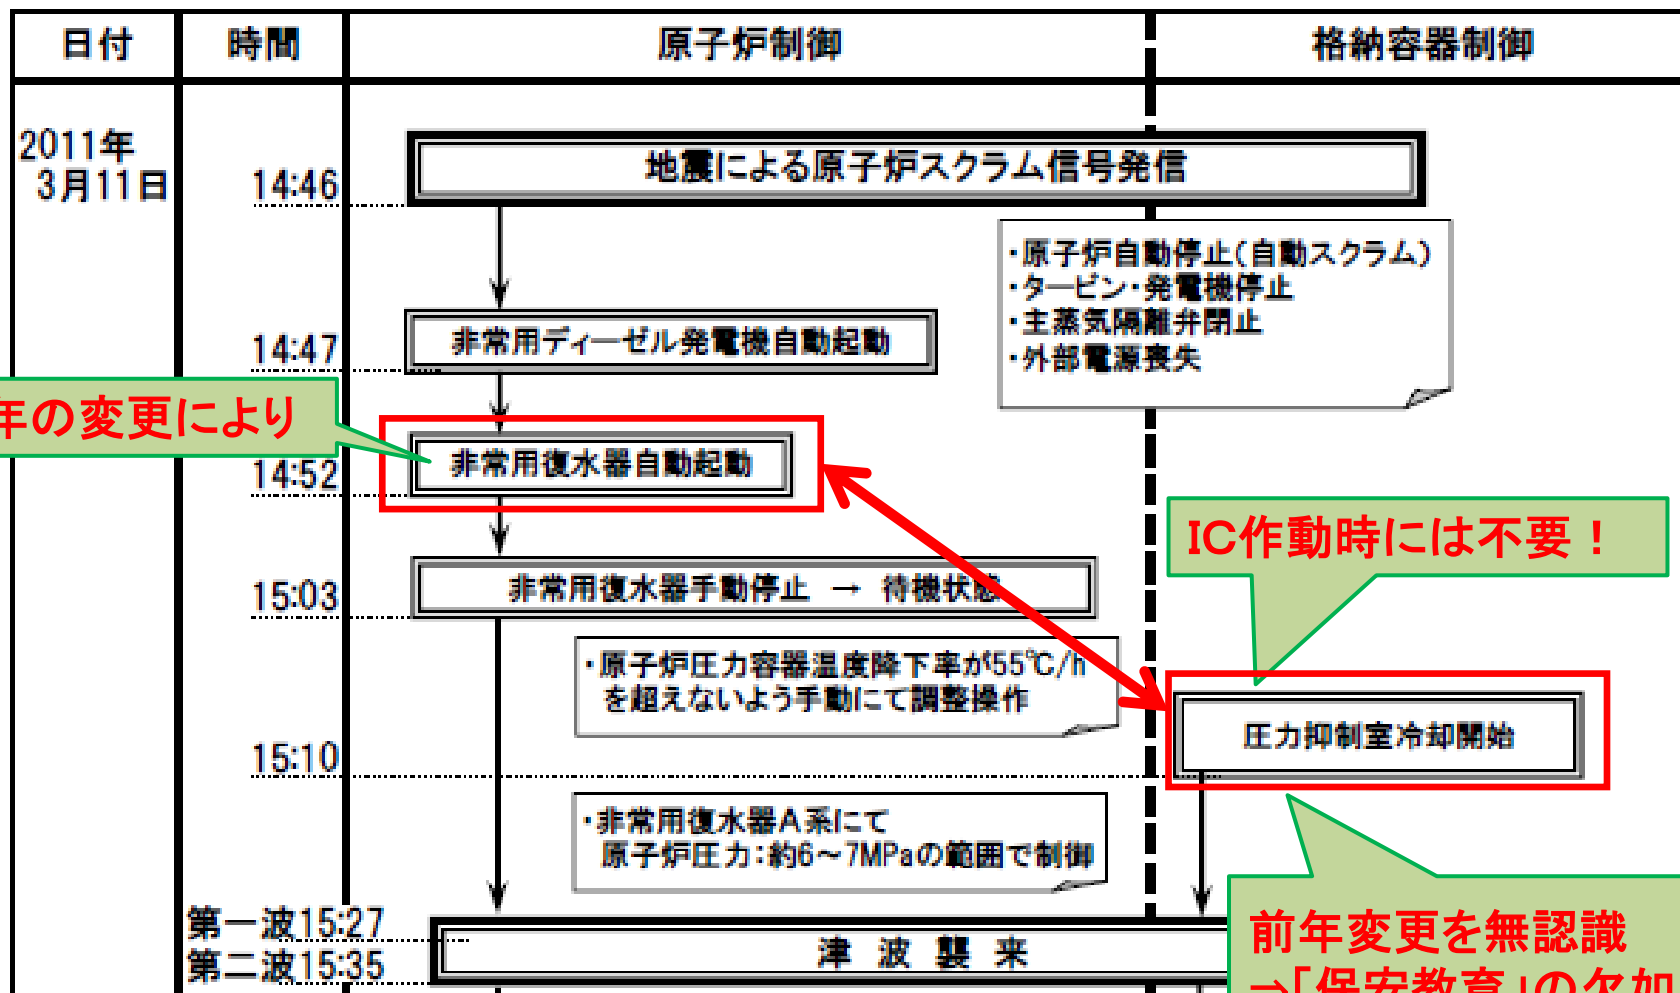 日付 時間 原子炉制御 格納容器制御
2011年
3月11日
14:46
地震による原子炉スクラム信号発信
・原子炉自動停止(自動スクラム)
・タービン・発電機停止
・主蒸気隔離弁閉止
・外部電源喪失
14:47
非常用ディーゼル発電機自動起動
年の変更により
14:52
非常用復水器自動起動
IC作動時には不要！
15:03
非常用復水器手動停止 → 待機状態
・原子炉圧力容器温度降下率が55℃/h
を超えないよう手動にて調整操作
圧力抑制室冷却開始
15:10
・非常用復水器A系にて
原子炉圧力:約6～7MPaの範囲で制御
第一波15:27
第二波15:35
津波襲来
前年変更を無認識
→「保安教育」の欠如